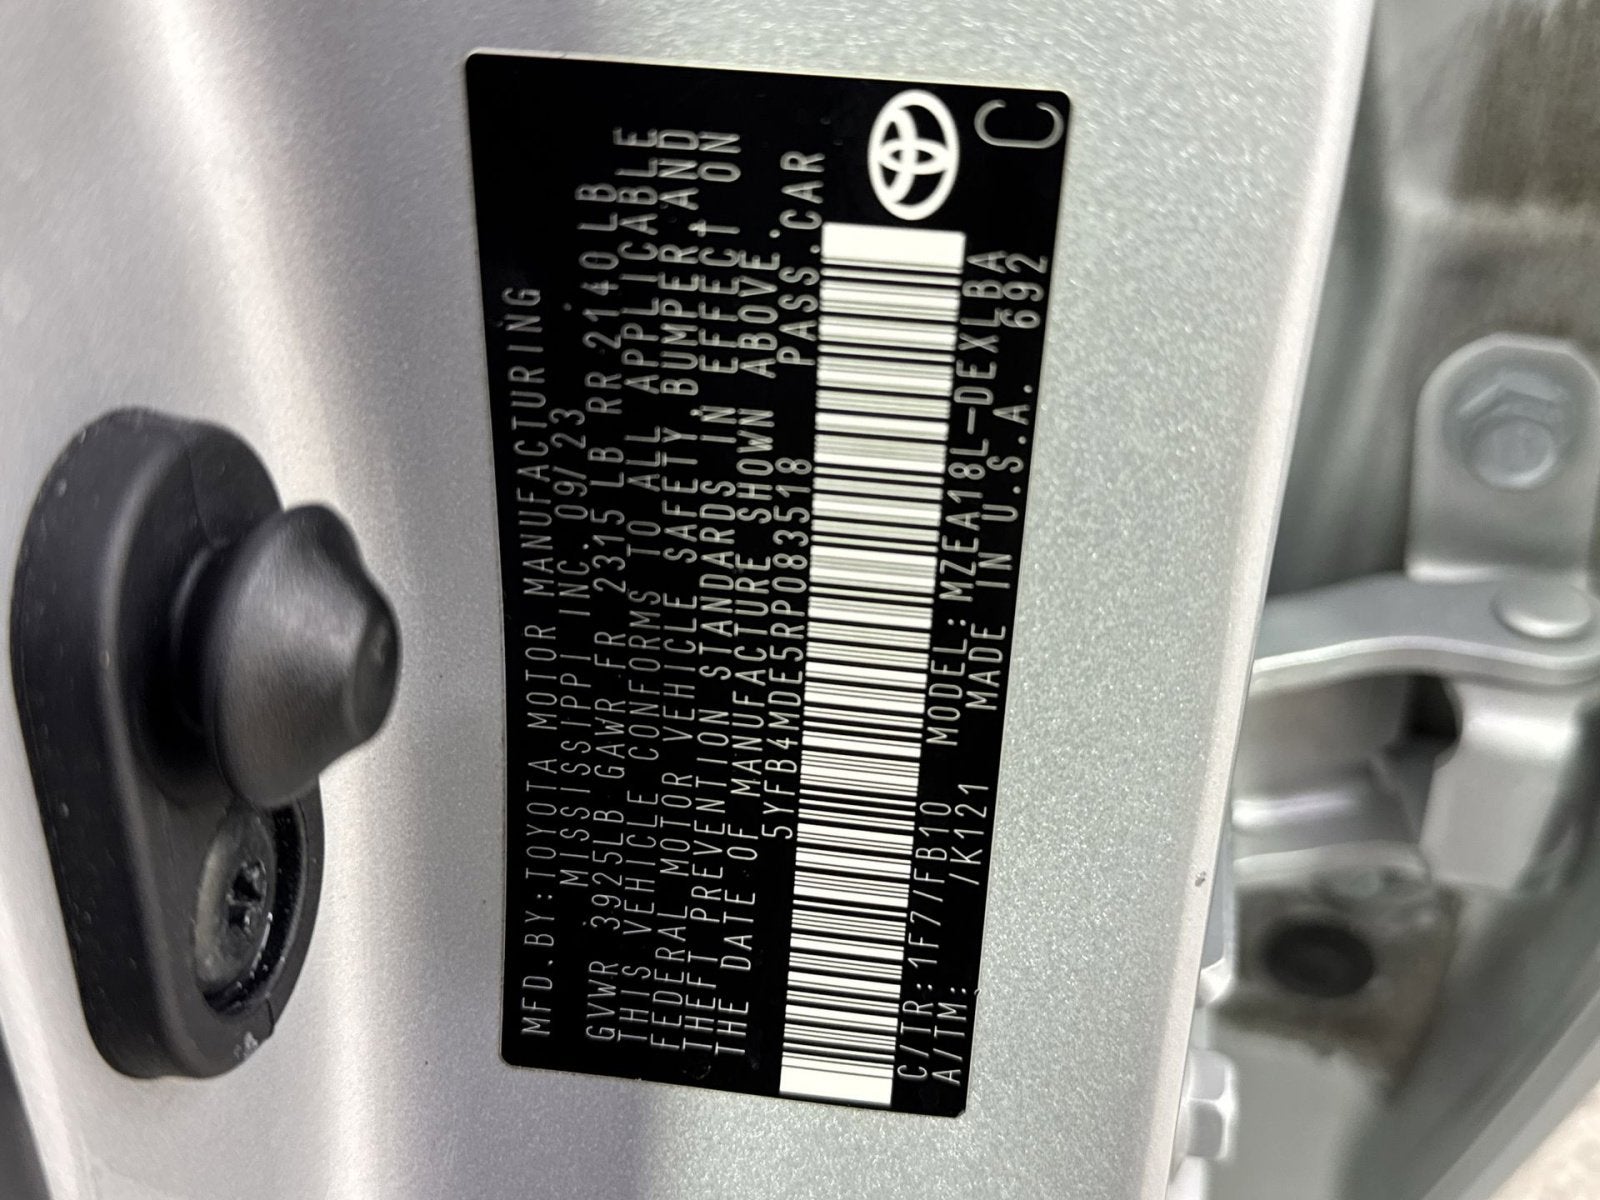 MFD.BY:TOYOTA MOTOR MANUFACTURING
MISSISSIPPI INC. 09/23
GVWR 3925LB GAWR FR 2315 LB RR 2140LB
THIS VEHICLE CONFORMS TO ALL APPLICABLE
FEDERAL MOTOR VEHICLE SAFETY, BUMPER, AND
THEFT PREVENTION STANDARDS IN EFFECT ON
THE DATE OF MANUFACTURE SHOWN ABOVE.
5YFB4MDE5RP083518 PASS.CAR
C/TR:1F7/FB10 MODEL:MZEA18L-DEXLBA
A/TM: /K121 MADE IN U.S.A. 692
C